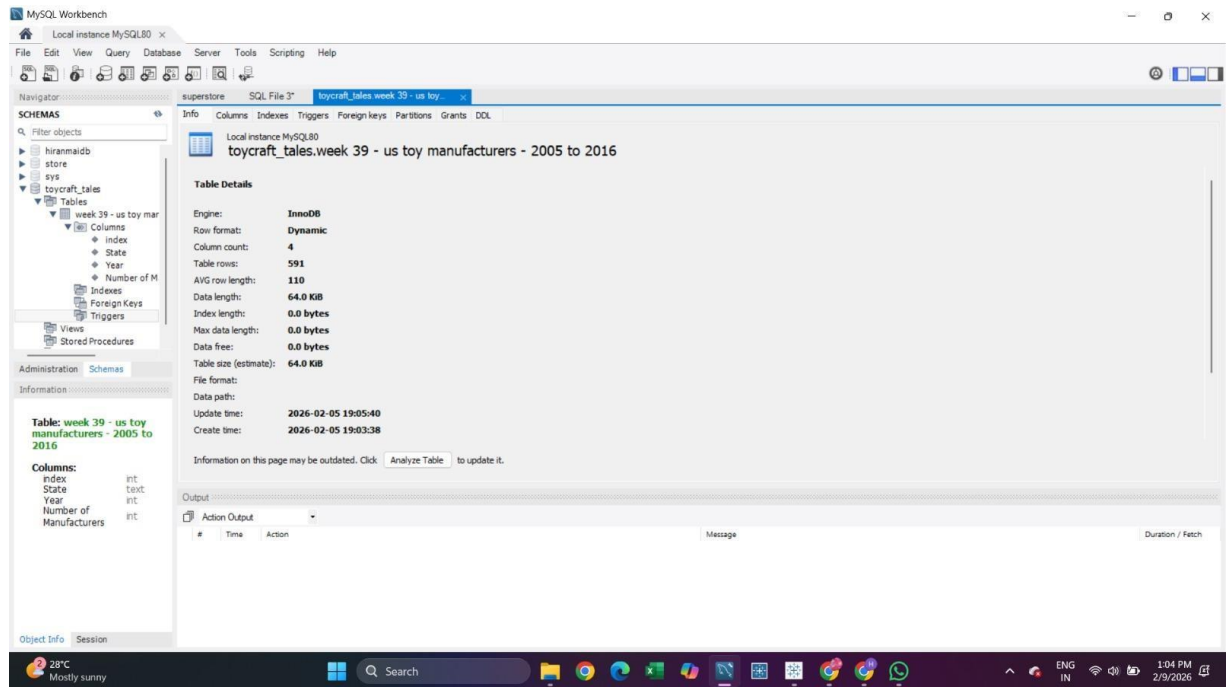 MySQL Workbench
Local instance MySQL80 ×
File Edit View Query Database Server Tools Scripting Help
Navigator
SCHEMAS
Filter objects
hiranmaidb
store
sys
toycraft_tales
Tables
week 39 - us toy mar
Columns
index
State
Year
Number of M
Indexes
Foreign Keys
Triggers
Views
Stored Procedures
Administration Schemas
Information
Table: week 39 - us toy
manufacturers - 2005 to
2016
Columns:
index int
State text
Year int
Number of
Manufacturers int
Object Info Session
superstore SQL File 3* toycraft_tales.week 39 - us toy... ×
Info Columns Indexes Triggers Foreign keys Partitions Grants DDL
Local instance MySQL80
toycraft_tales.week 39 - us toy manufacturers - 2005 to 2016
Table Details
Engine: InnoDB
Row format: Dynamic
Column count: 4
Table rows: 591
AVG row length: 110
Data length: 64.0 KiB
Index length: 0.0 bytes
Max data length: 0.0 bytes
Data free: 0.0 bytes
Table size (estimate): 64.0 KiB
File format:
Data path:
Update time: 2026-02-05 19:05:40
Create time: 2026-02-05 19:03:38
Information on this page may be outdated. Click Analyze Table to update it.
Output
Action Output
# Time Action Message Duration / Fetch
2
28°C
Mostly sunny
Search
ENG
IN
1:04 PM
2/9/2026